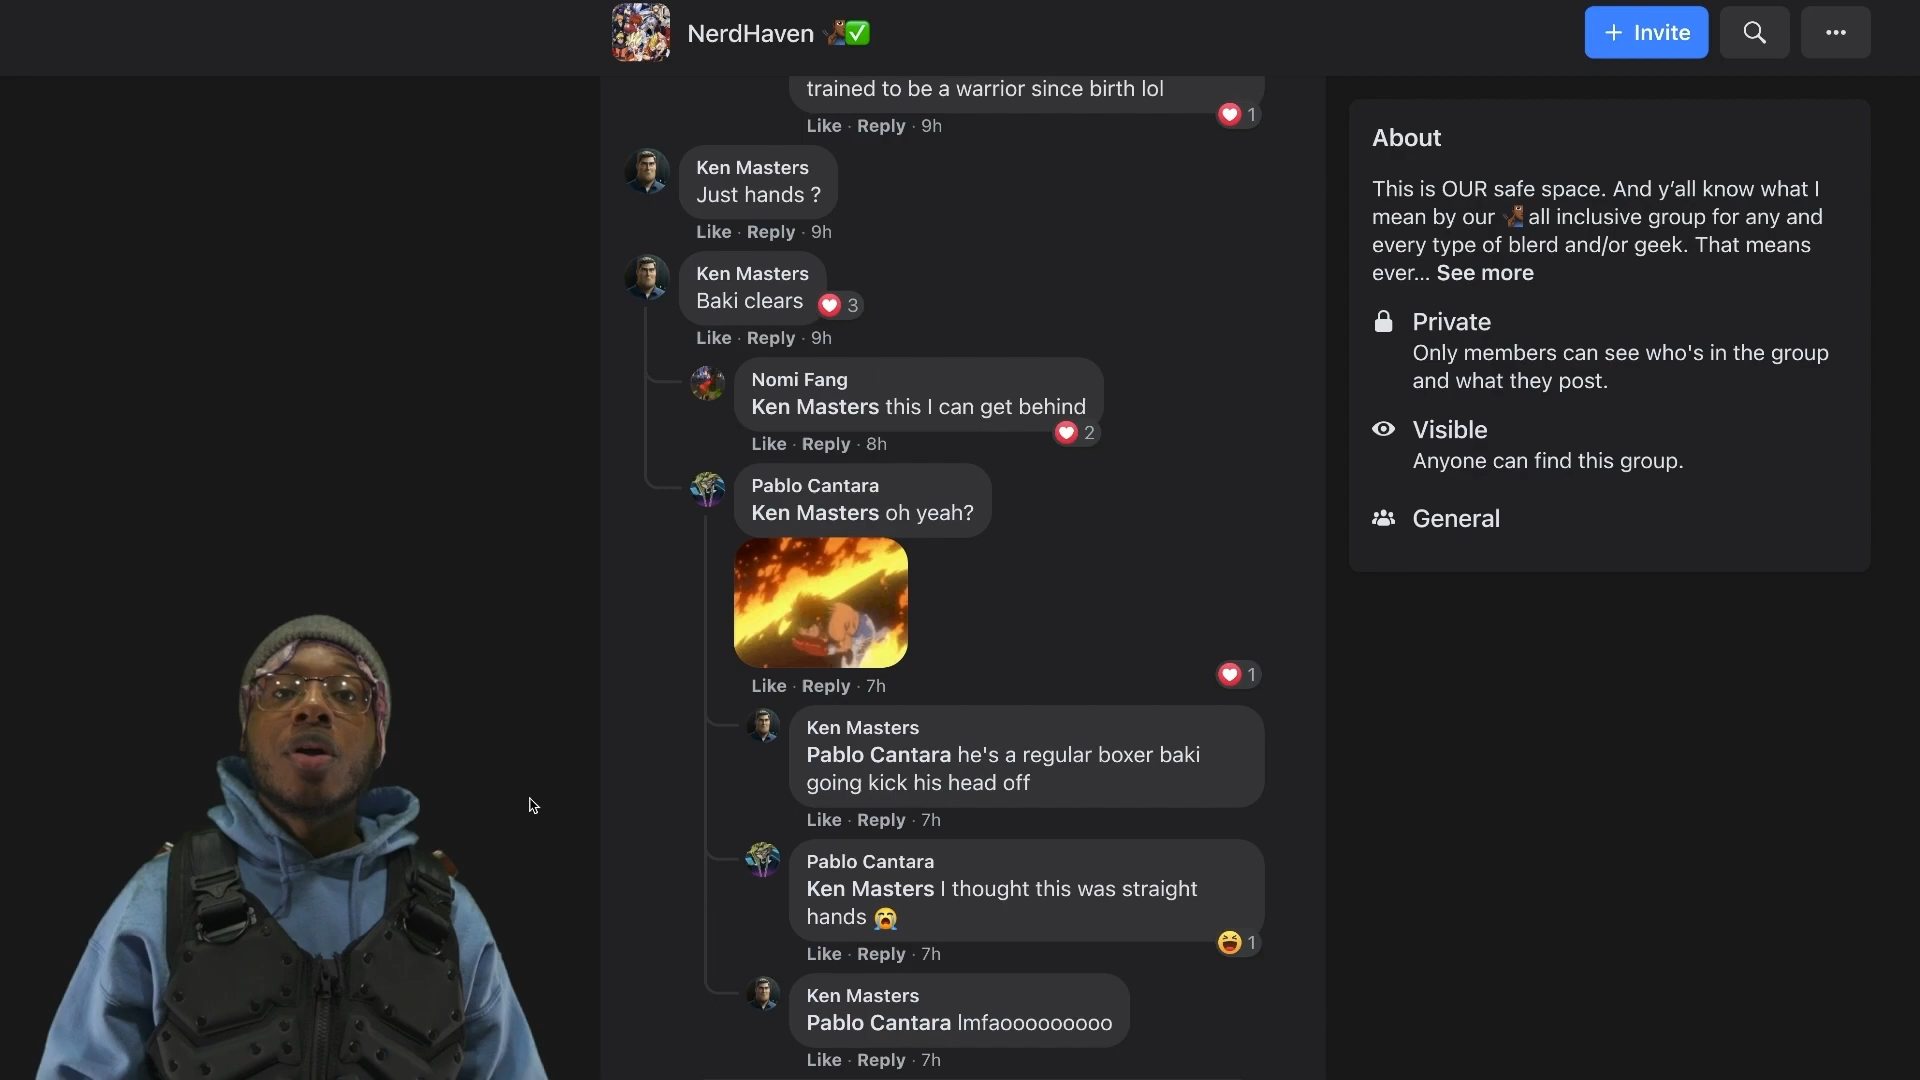 NerdHaven
+ Invite
trained to be a warrior since birth lol
Like · Reply · 9h
1
Ken Masters
Just hands ?
Like · Reply · 9h
Ken Masters
Baki clears
3
Like · Reply · 9h
Nomi Fang
Ken Masters this I can get behind
2
Like · Reply · 8h
Pablo Cantara
Ken Masters oh yeah?
Like · Reply · 7h
1
Ken Masters
Pablo Cantara he's a regular boxer baki
going kick his head off
Like · Reply · 7h
Pablo Cantara
Ken Masters I thought this was straight
hands 😭
1
Like · Reply · 7h
Ken Masters
Pablo Cantara lmfaooooooooo
Like · Reply · 7h
About
This is OUR safe space. And y’all know what I
mean by our all inclusive group for any and
every type of blerd and/or geek. That means
ever... See more
Private
Only members can see who's in the group
and what they post.
Visible
Anyone can find this group.
General